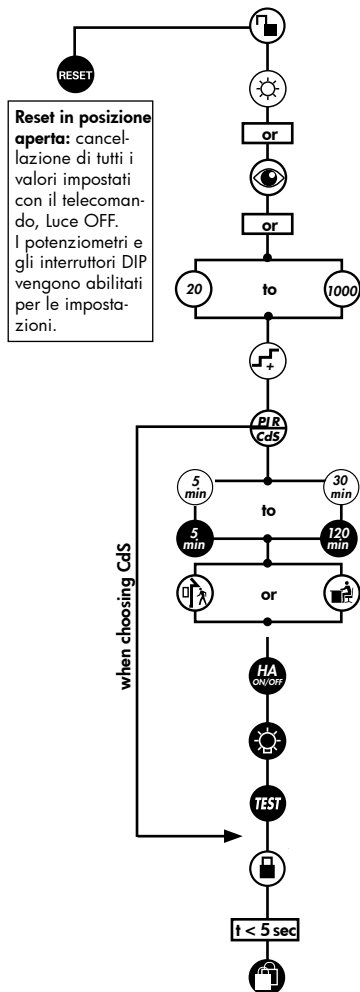 RESET
Reset in posizione
aperta: cancel-
lazione di tutti i
valori impostati
con il telecoman-
do, Luce OFF.
I potenziometri e
gli interruttori DIP
vengono abilitati
per le imposta-
zioni.
or
or
20
to
1000
+
PIR
CdS
when choosing CdS
5
min
30
min
to
5
min
120
min
or
HA
ON/OFF
TEST
t < 5 sec